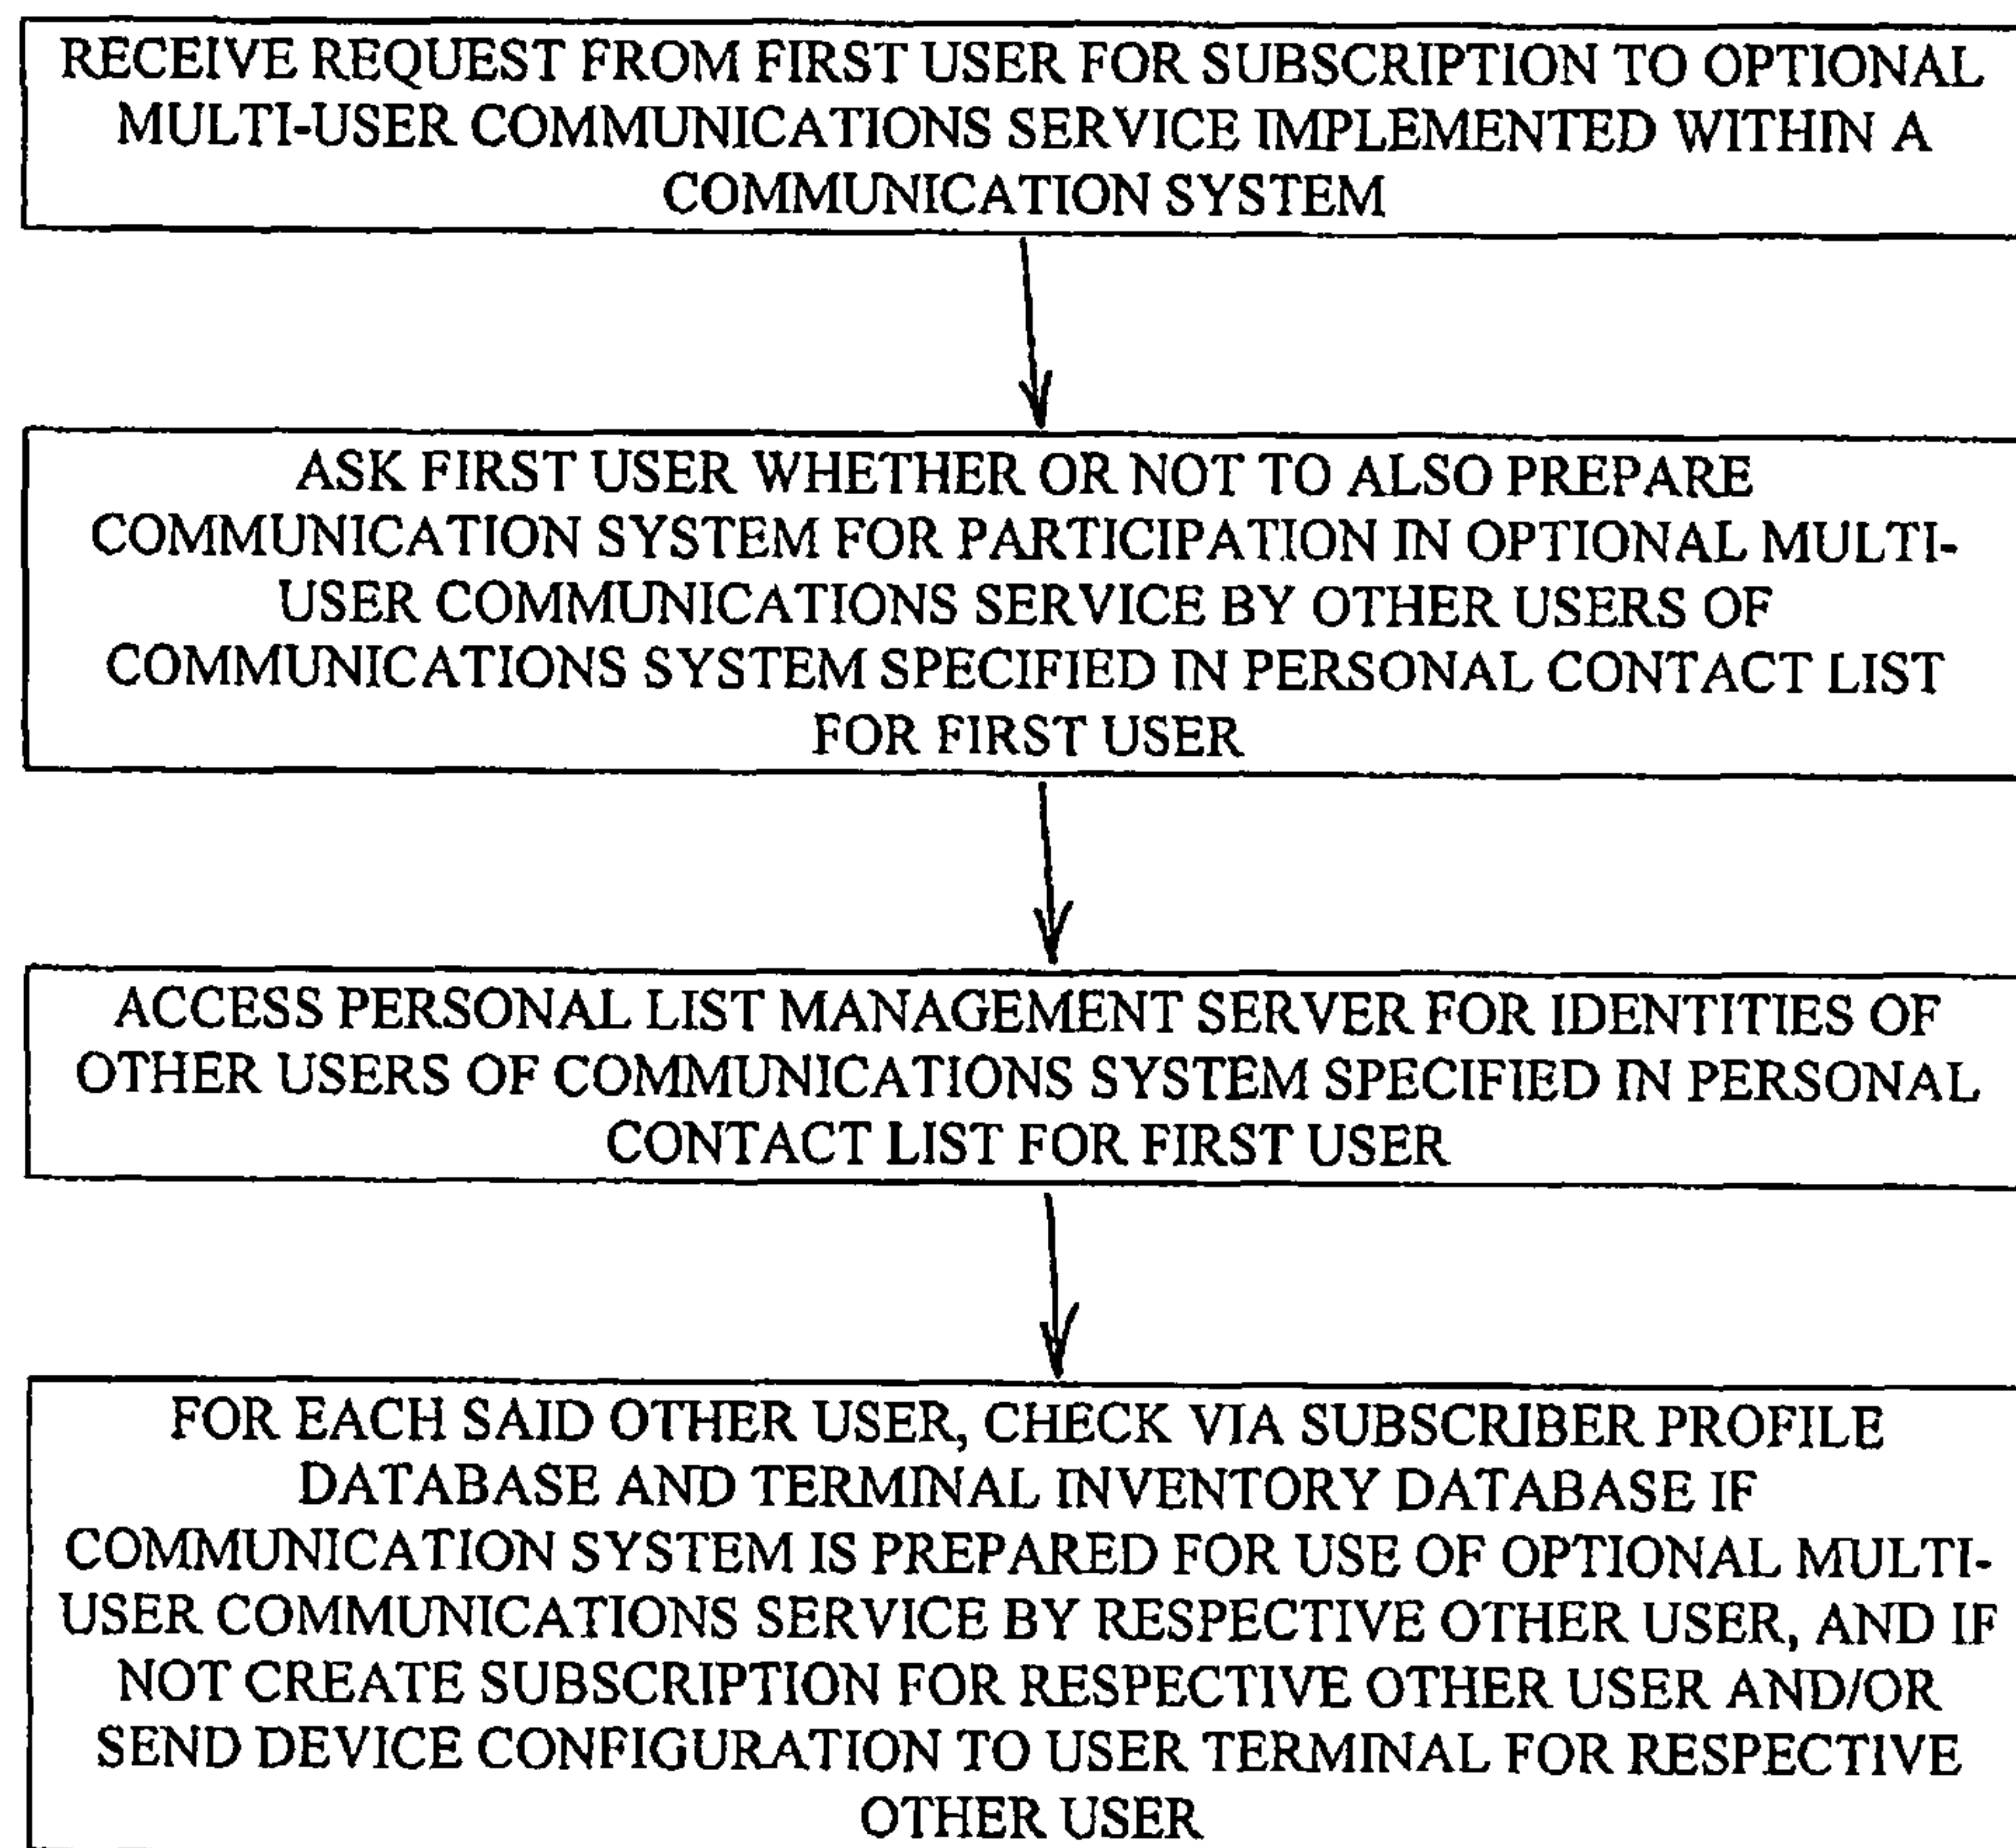 RECEIVE REQUEST FROM FIRST USER FOR SUBSCRIPTION TO OPTIONAL
MULTI-USER COMMUNICATIONS SERVICE IMPLEMENTED WITHIN A
COMMUNICATION SYSTEM
ASK FIRST USER WHETHER OR NOT TO ALSO PREPARE
COMMUNICATION SYSTEM FOR PARTICIPATION IN OPTIONAL MULTI-
USER COMMUNICATIONS SERVICE BY OTHER USERS OF
COMMUNICATIONS SYSTEM SPECIFIED IN PERSONAL CONTACT LIST
FOR FIRST USER
ACCESS PERSONAL LIST MANAGEMENT SERVER FOR IDENTITIES OF
OTHER USERS OF COMMUNICATIONS SYSTEM SPECIFIED IN PERSONAL
CONTACT LIST FOR FIRST USER
FOR EACH SAID OTHER USER, CHECK VIA SUBSCRIBER PROFILE
DATABASE AND TERMINAL INVENTORY DATABASE IF
COMMUNICATION SYSTEM IS PREPARED FOR USE OF OPTIONAL MULTI-
USER COMMUNICATIONS SERVICE BY RESPECTIVE OTHER USER, AND IF
NOT CREATE SUBSCRIPTION FOR RESPECTIVE OTHER USER AND/OR
SEND DEVICE CONFIGURATION TO USER TERMINAL FOR RESPECTIVE
OTHER USER